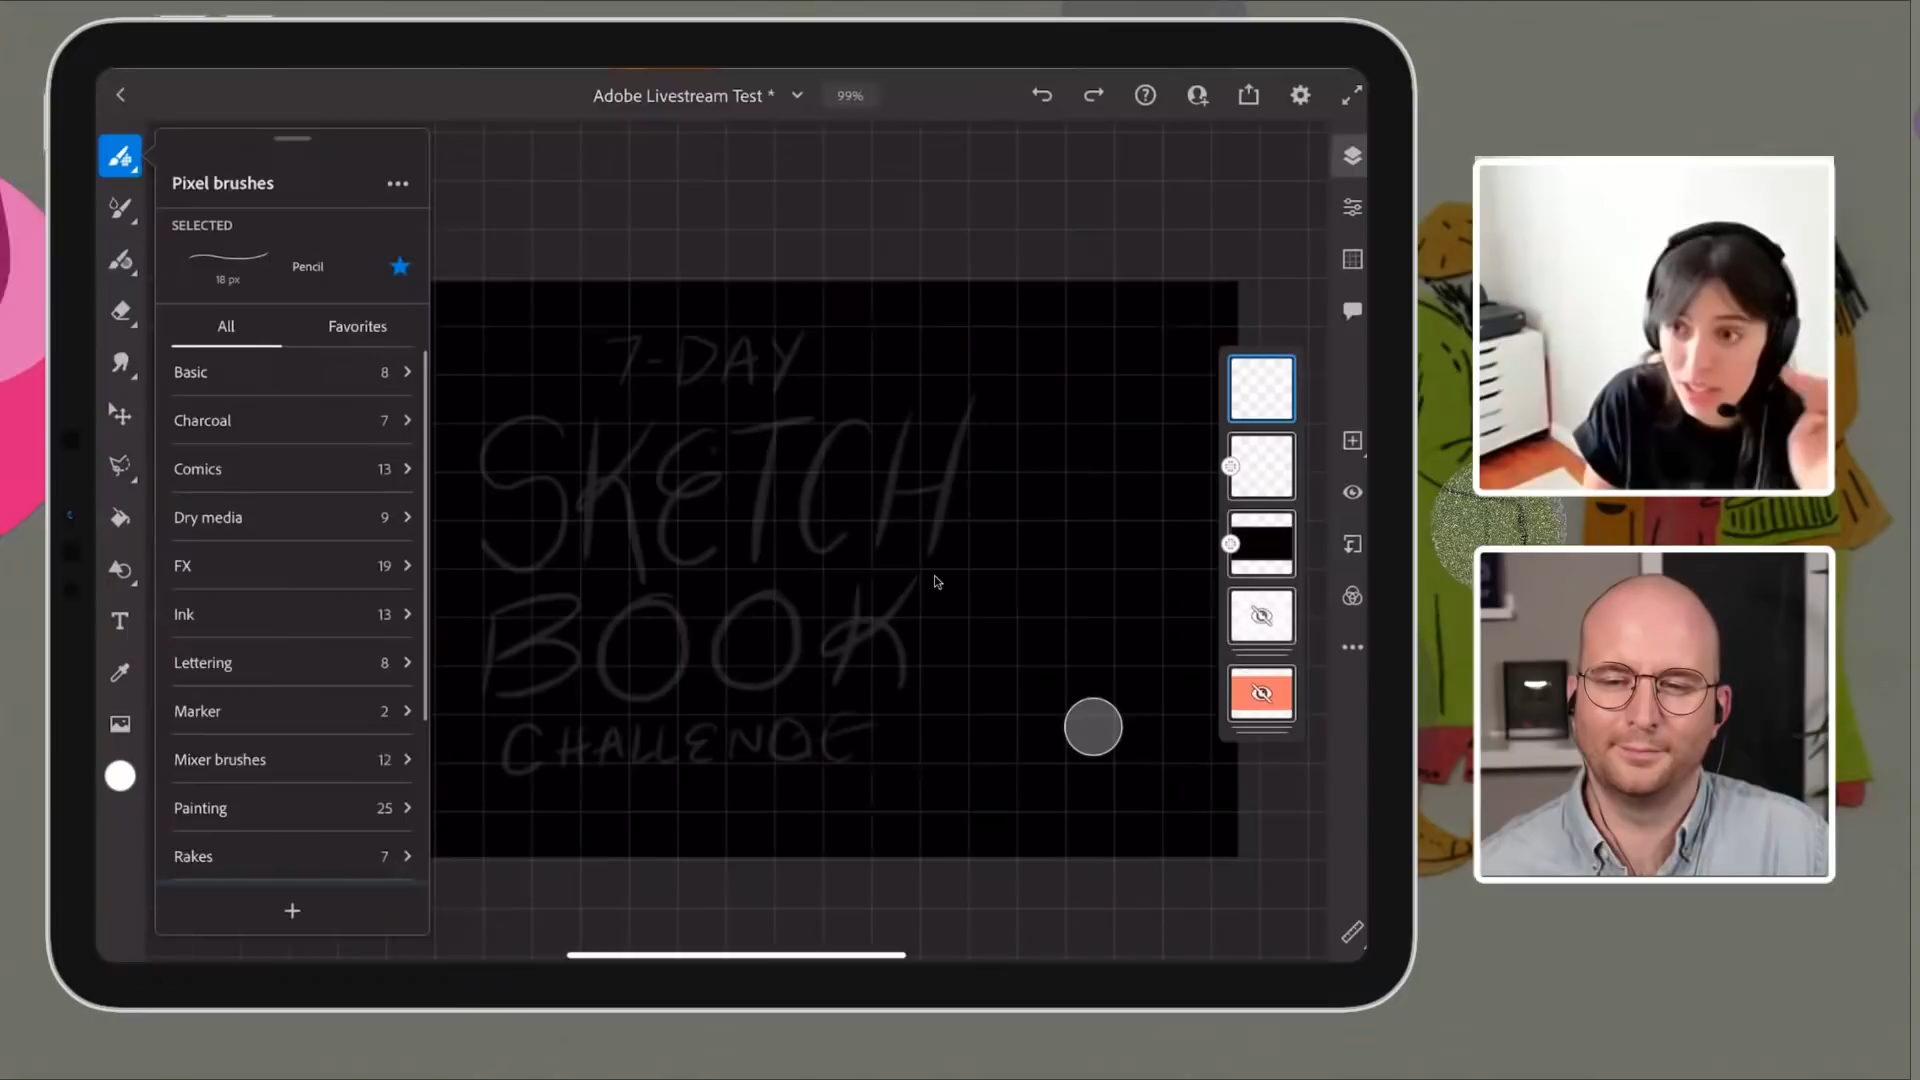 Adobe Livestream Test *
99%
Pixel brushes
SELECTED
18 px
Pencil
All
Favorites
Basic 8
Charcoal 7
Comics 13
Dry media 9
FX 19
Ink 13
Lettering 8
Marker 2
Mixer brushes 12
Painting 25
Rakes 7
7-DAY
SKETCH
BOOK
CHALLENGE